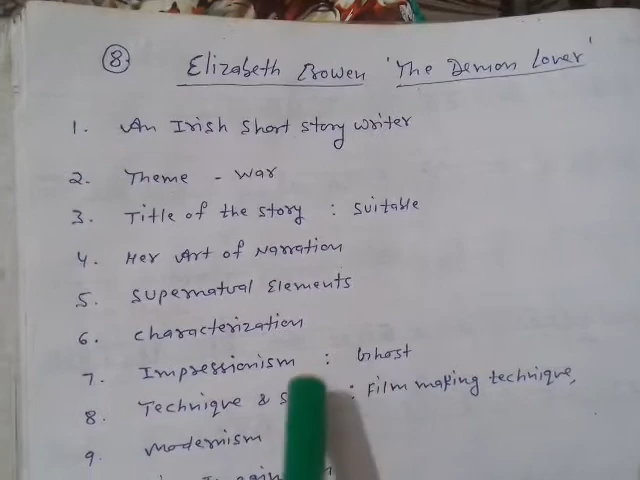 8 Elizabeth Bowen 'The Demon Lover'
1. An Irish short story writer
2. Theme - War
3. Title of the story : Suitable
4. Her Art of Narration
5. Supernatual Elements
6. Characterization
7. Impressionism : Ghost
8. Technique & : Film making technique,
9. Modernism